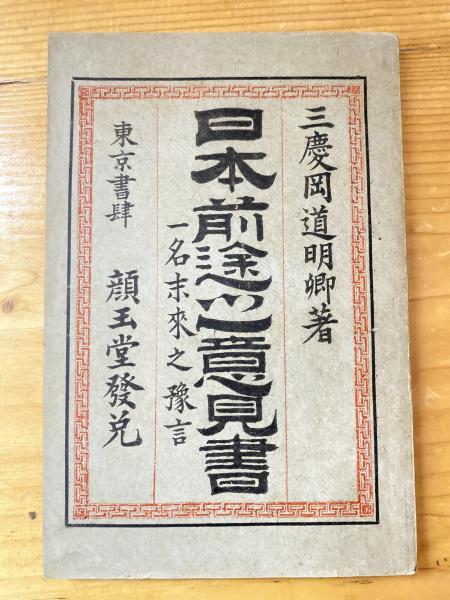 三慶岡道明卿著
日本前途之意見書
一名末來之豫言
東京書肆 顔玉堂發兌